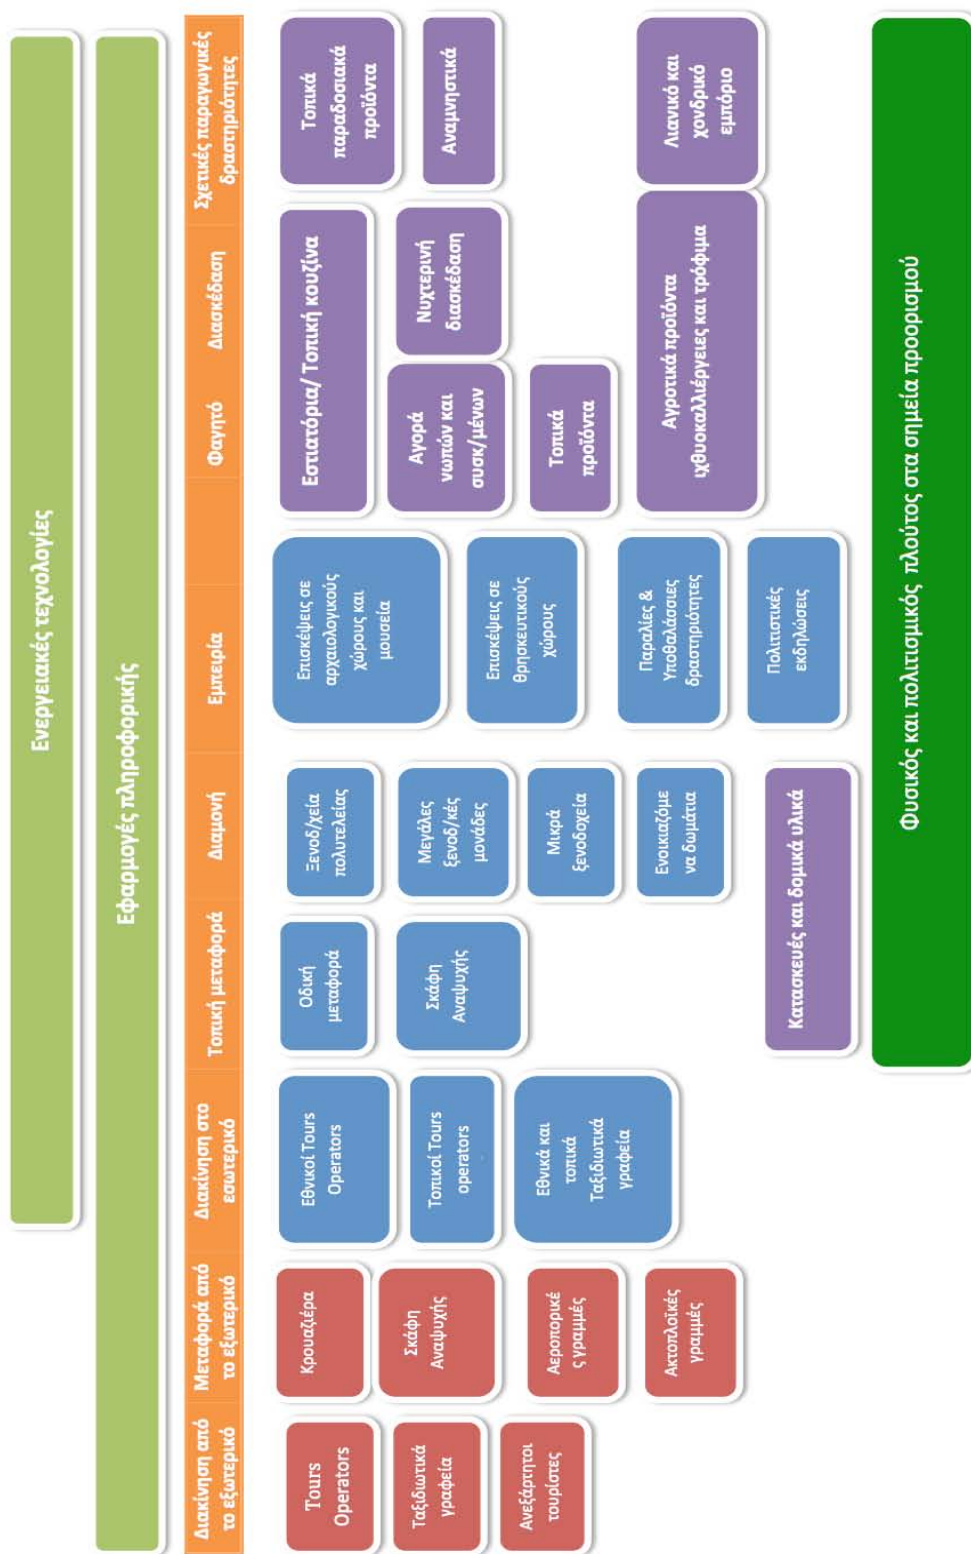 Ενεργειακές τεχνολογίες
Εφαρμογές πληροφορικής
Διακίνηση από
το εξωτερικό
Μεταφορά από
το εξωτερικό
Διακίνηση στο
εσωτερικό
Τοπική μεταφορά
Διαμονή
Εμπειρία
Φαγητό
Διασκέδαση
Σχετικές παραγωγικές
δραστηριότητες
Tours
Operators
Ταξιδιωτικά
γραφεία
Ανεξάρτητοι
τουρίστες
Κρουαζιέρα
Σκάφη
Αναψυχής
Αεροπορικέ
ς γραμμές
Ακτοπλοϊκές
γραμμές
Εθνικοί Tours
Operators
Τοπικοί Tours
operators
Εθνικά και
τοπικά
Ταξιδιωτικά
γραφεία
Οδική
μεταφορά
Σκάφη
Αναψυχής
Ξενοδ/χεία
πολυτελείας
Μεγάλες
ξενοδ/κές
μονάδες
Μικρά
ξενοδοχεία
Ενοικιαζόμε
να δωμάτια
Κατασκευές και δομικά υλικά
Επισκέψεις σε
αρχαιολογικούς
χώρους και
μουσεία
Επισκέψεις σε
θρησκευτικούς
χώρους
Παραλίες &
Υποθαλάσσιες
δραστηριότητες
Πολιτιστικές
εκδηλώσεις
Εστιατόρια/ Τοπική κουζίνα
Αγορά
νωπών και
συσκ/μένων
Νυχτερινή
διασκέδαση
Τοπικά
προϊόντα
Αγροτικά προϊόντα
ιχθυοκαλλιέργειες και τρόφιμα
Τοπικά
παραδοσιακά
προϊόντα
Αναμνηστικά
Λιανικό και
χονδρικό
εμπόριο
Φυσικός και πολιτισμικός πλούτος στα σημεία προορισμού